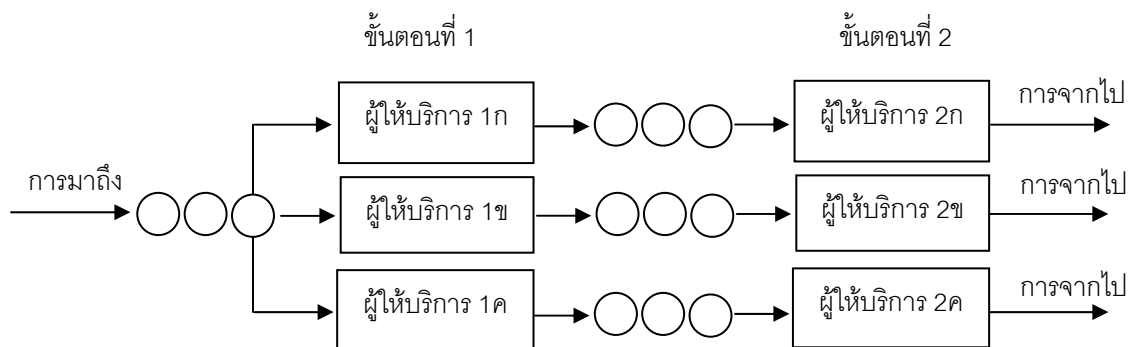 ขั้นตอนที่ 1
ขั้นตอนที่ 2
ผู้ให้บริการ 1ก
ผู้ให้บริการ 2ก
การจากไป
การมาถึง
ผู้ให้บริการ 1ข
ผู้ให้บริการ 2ข
การจากไป
ผู้ให้บริการ 1ค
ผู้ให้บริการ 2ค
การจากไป